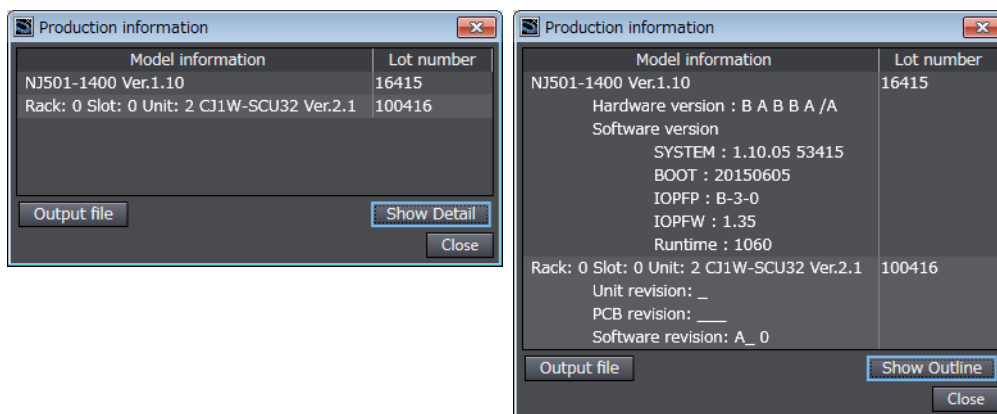 Production information
Model information Lot number
NJ501-1400 Ver.1.10 16415
Rack: 0 Slot: 0 Unit: 2 CJ1W-SCU32 Ver.2.1 100416
Output file Show Detail
Close
Production information
Model information Lot number
NJ501-1400 Ver.1.10 16415
Hardware version : B A B B A /A
Software version
SYSTEM : 1.10.05 53415
BOOT : 20150605
IOPFP : B-3-0
IOPFW : 1.35
Runtime : 1060
Rack: 0 Slot: 0 Unit: 2 CJ1W-SCU32 Ver.2.1 100416
Unit revision: _
PCB revision: ___
Software revision: A_ 0
Output file Show Outline
Close